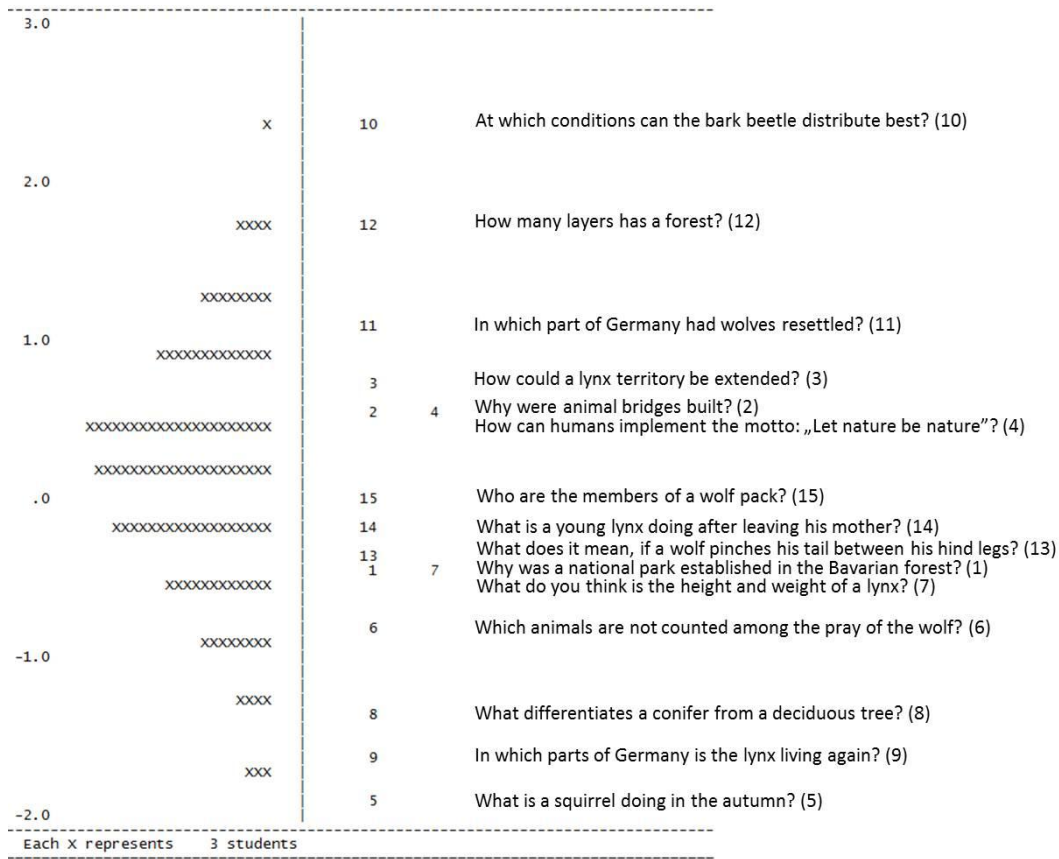 3.0
X 10 At which conditions can the bark beetle distribute best? (10)
2.0
XXXX 12 How many layers has a forest? (12)
XXXXXXXX
11 In which part of Germany had wolves resettled? (11)
1.0
XXXXXXXXXXXXX
3 How could a lynx territory be extended? (3)
2 4 Why were animal bridges built? (2)
How can humans implement the motto: „Let nature be nature”? (4)
XXXXXXXXXXXXXXXXXXXXX
XXXXXXXXXXXXXXXXXXXX
.0 15 Who are the members of a wolf pack? (15)
XXXXXXXXXXXXXXXXXX 14 What is a young lynx doing after leaving his mother? (14)
13 What does it mean, if a wolf pinches his tail between his hind legs? (13)
1 7 Why was a national park established in the Bavarian forest? (1)
XXXXXXXXXXXX What do you think is the height and weight of a lynx? (7)
6 Which animals are not counted among the pray of the wolf? (6)
XXXXXXXX
-1.0
XXXX
8 What differentiates a conifer from a deciduous tree? (8)
9 In which parts of Germany is the lynx living again? (9)
XXX
5 What is a squirrel doing in the autumn? (5)
-2.0
Each X represents 3 students